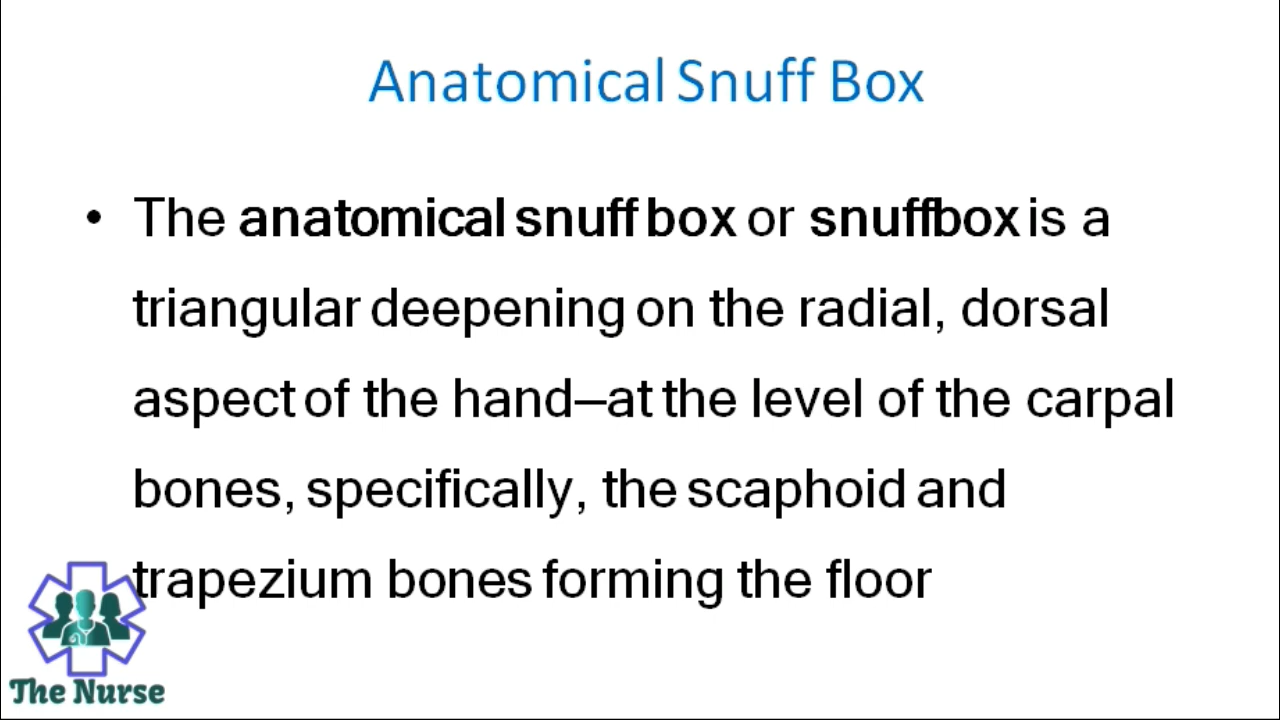 Anatomical Snuff Box
• The anatomical snuff box or snuffbox is a
triangular deepening on the radial, dorsal
aspect of the hand—at the level of the carpal
bones, specifically, the scaphoid and
trapezium bones forming the floor
The Nurse